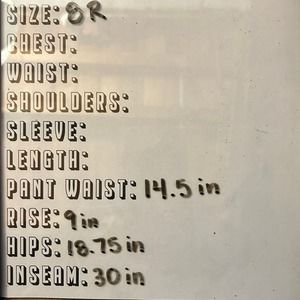 SIZE: 8R
CHEST:
WAIST:
SHOULDERS:
SLEEVE:
LENGTH:
PANT WAIST: 14.5 in
RISE: 9 in
HIPS: 18.75 in
INSEAM: 30 in